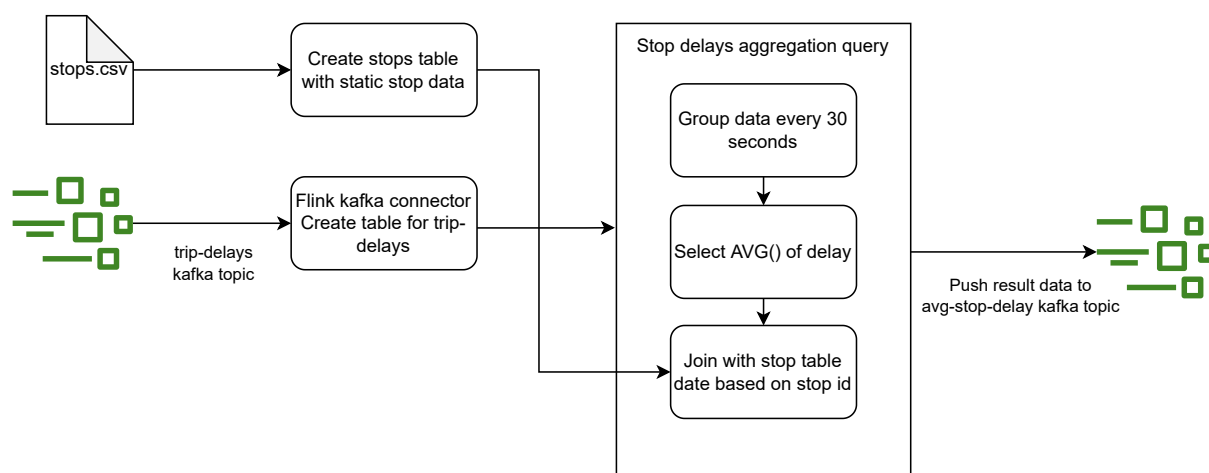 stops.csv
Create stops table
with static stop data
Flink kafka connector
Create table for trip-
delays
trip-delays
kafka topic
Stop delays aggregation query
Group data every 30
seconds
Select AVG() of delay
Join with stop table
date based on stop id
Push result data to
avg-stop-delay kafka topic